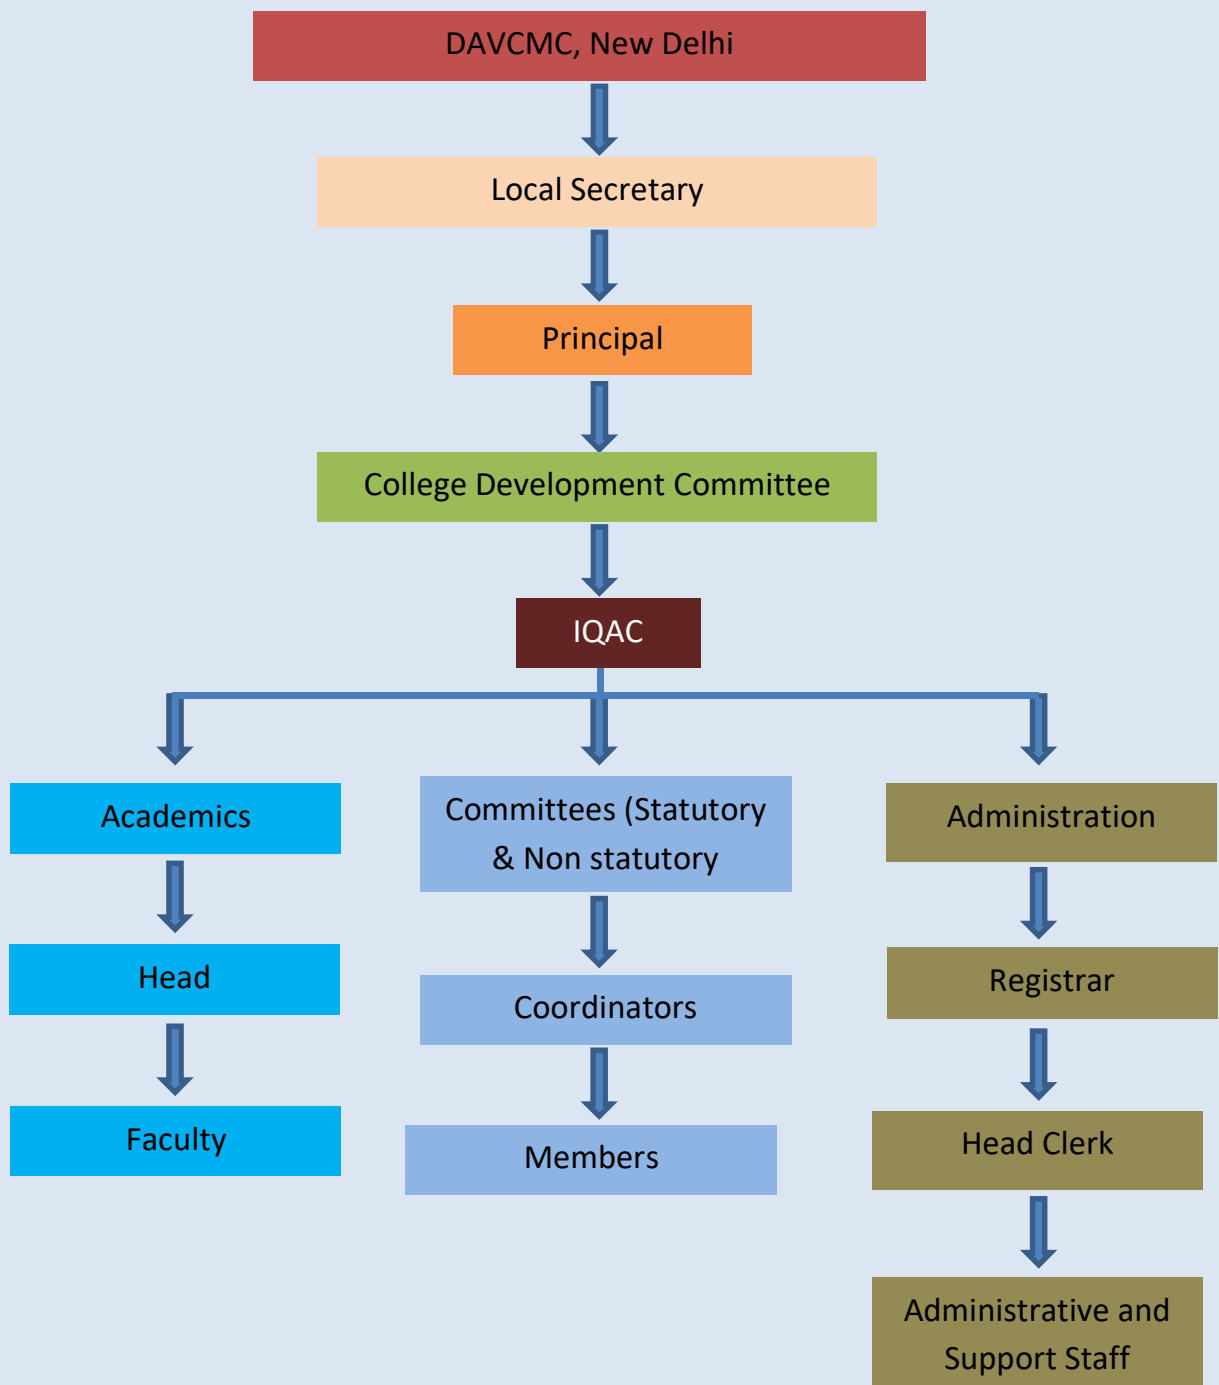 DAVCMC, New Delhi
Local Secretary
Principal
College Development Committee
IQAC
Academics
Committees (Statutory
& Non statutory
Administration
Head
Coordinators
Registrar
Faculty
Members
Head Clerk
Administrative and
Support Staff